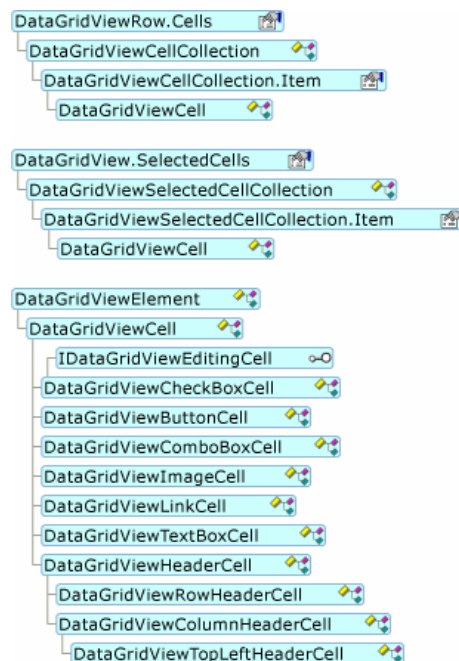 DataGridViewRow.Cells
DataGridViewCellCollection
DataGridViewCellCollection.Item
DataGridViewCell
DataGridView.SelectedCells
DataGridViewSelectedCellCollection
DataGridViewSelectedCellCollection.Item
DataGridViewCell
DataGridViewElement
DataGridViewCell
IDataGridViewEditingCell
DataGridViewCheckBoxCell
DataGridViewButtonCell
DataGridViewComboBoxCell
DataGridViewImageCell
DataGridViewLinkCell
DataGridViewTextBoxCell
DataGridViewHeaderCell
DataGridViewRowHeaderCell
DataGridViewColumnHeaderCell
DataGridViewTopLeftHeaderCell